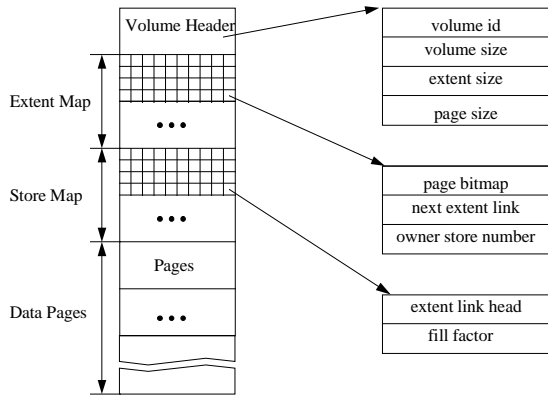 Volume Header
Extent Map
•••
Store Map
•••
Pages
Data Pages
•••
volume id
volume size
extent size
page size
page bitmap
next extent link
owner store number
extent link head
fill factor